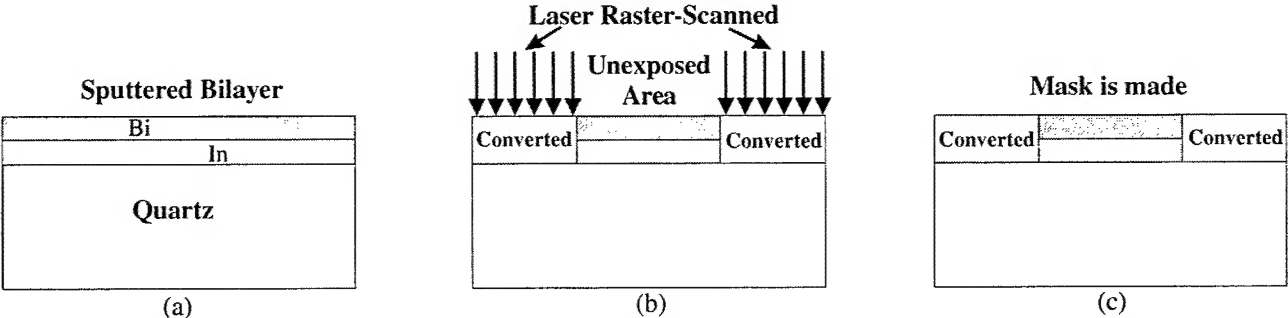 Sputtered Bilayer
Bi
In
Quartz
(a)
Laser Raster-Scanned
Unexposed
Area
Converted
Converted
(b)
Mask is made
Converted
Converted
(c)